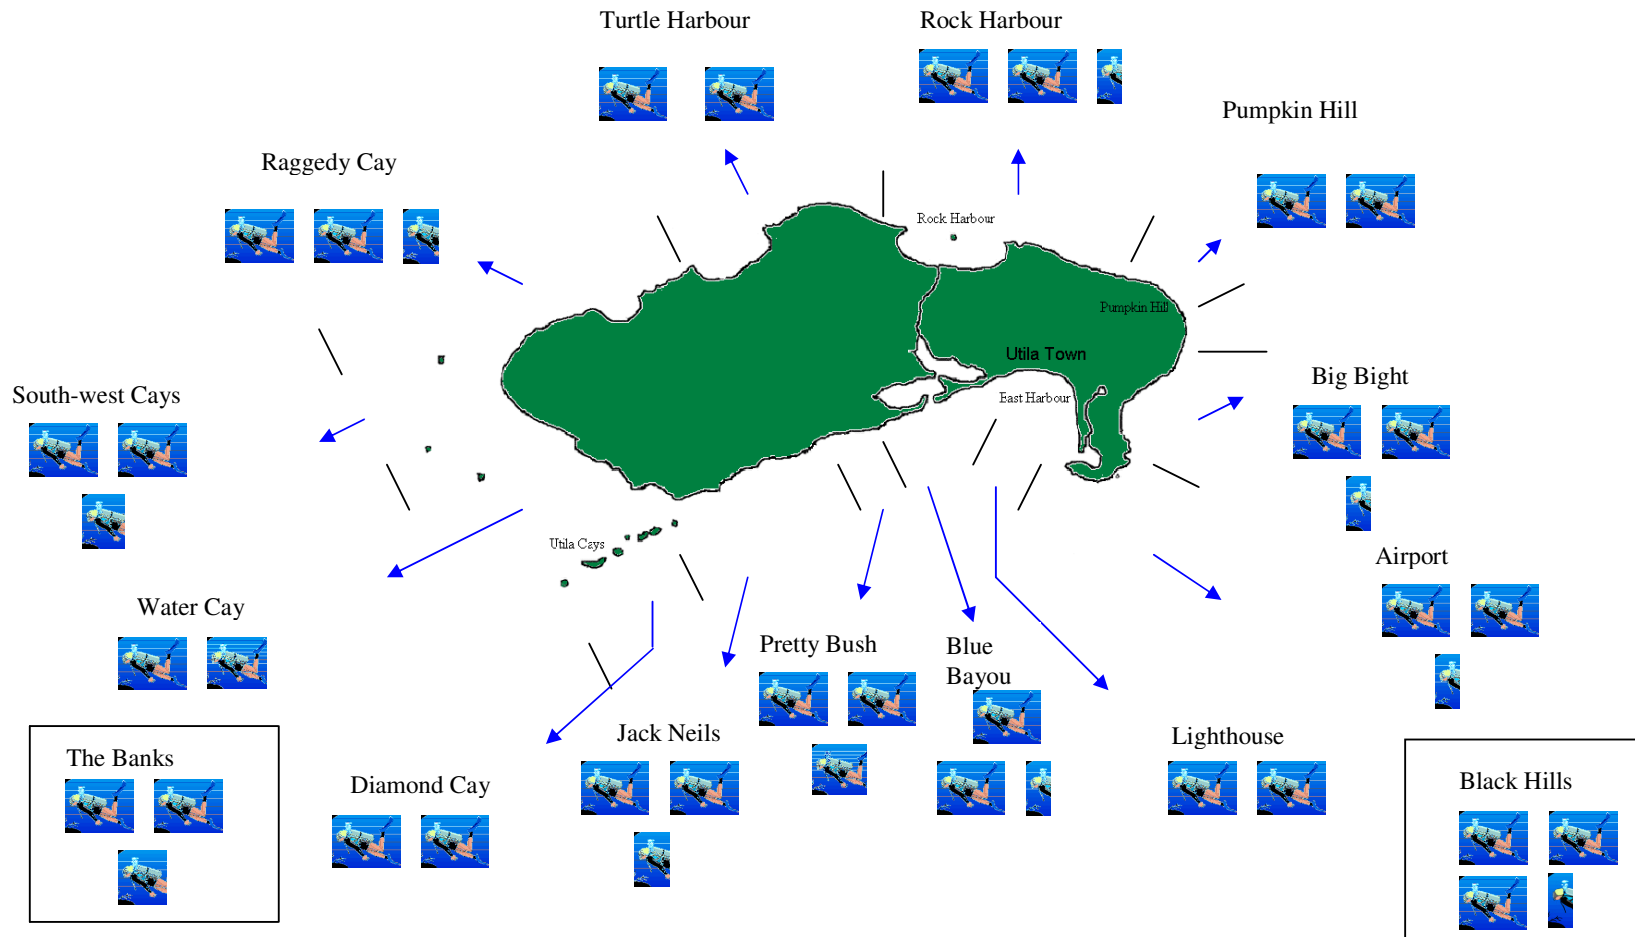 Turtle Harbour
Rock Harbour
Pumpkin Hill
Raggedy Cay
Rock Harbour
Pumpkin Hill
Utila Town
Big Bight
South-west Cays
East Harbour
Utila Cays
Airport
Water Cay
Pretty Bush
Blue
Bayou
Jack Neils
Lighthouse
The Banks
Diamond Cay
Black Hills